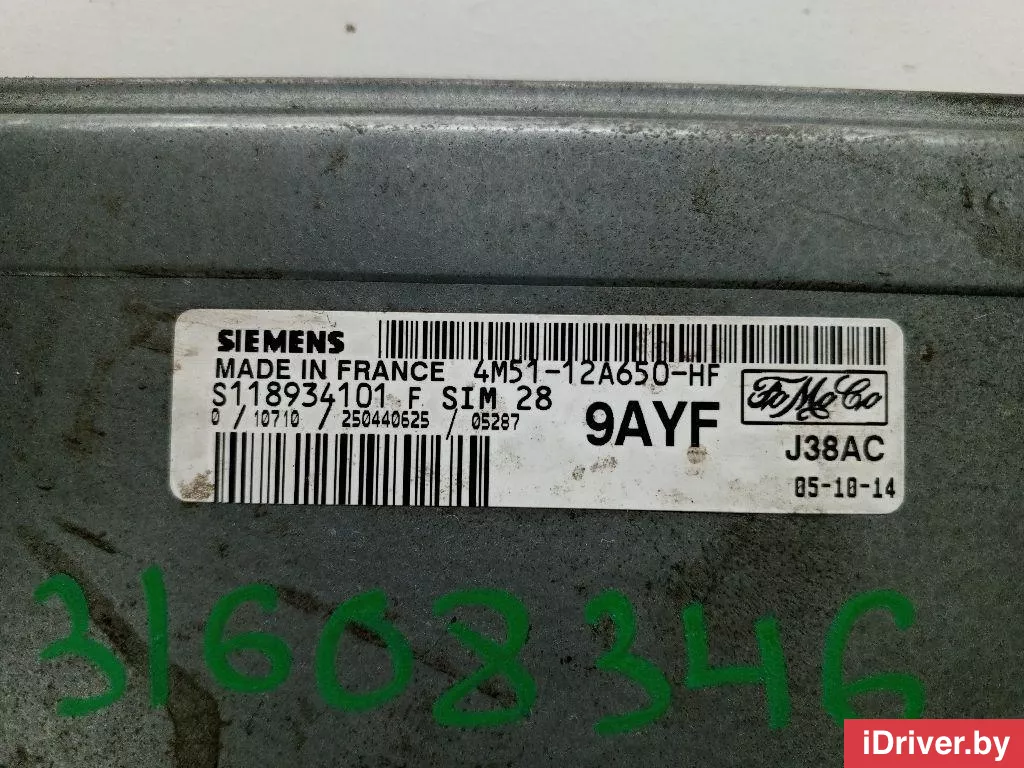 SIEMENS
MADE IN FRANCE 4M51-12A650-HF
S118934101 F SIM 28
0 / 10710 / 250440625 / 05287
9AYF
FoMoCo
J38AC
05-10-14
31608346
iDriver.by